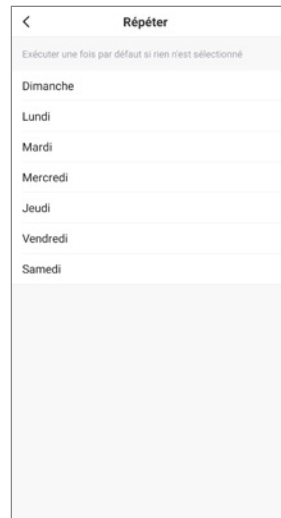 Répéter
Exécuter une fois par défaut si rien n'est sélectionné
Dimanche
Lundi
Mardi
Mercredi
Jeudi
Vendredi
Samedi